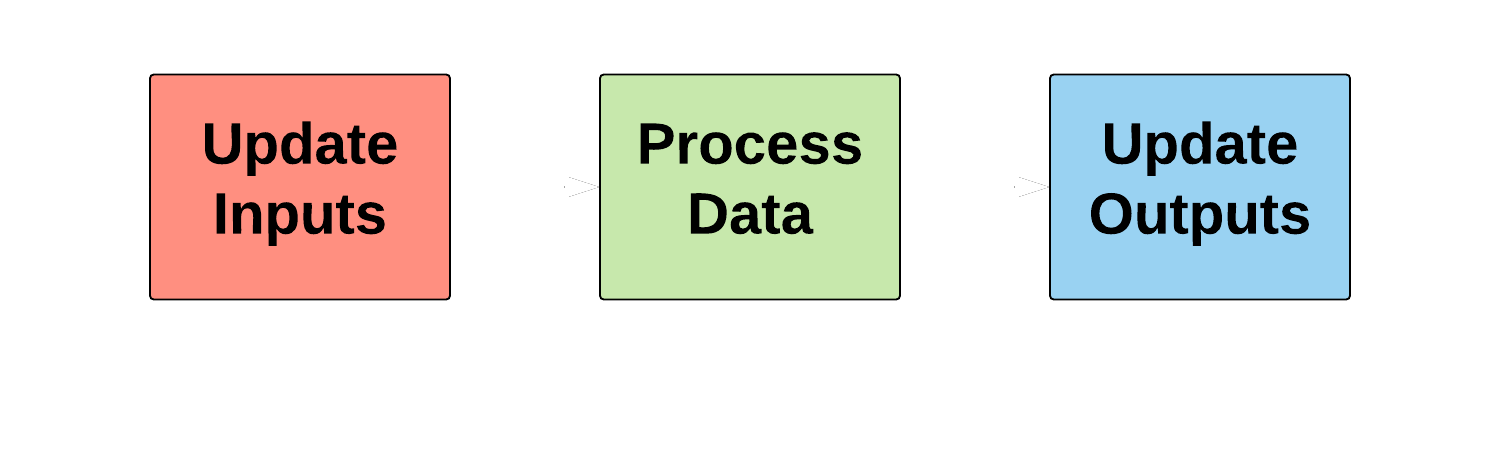 Update
Inputs
Process
Data
Update
Outputs